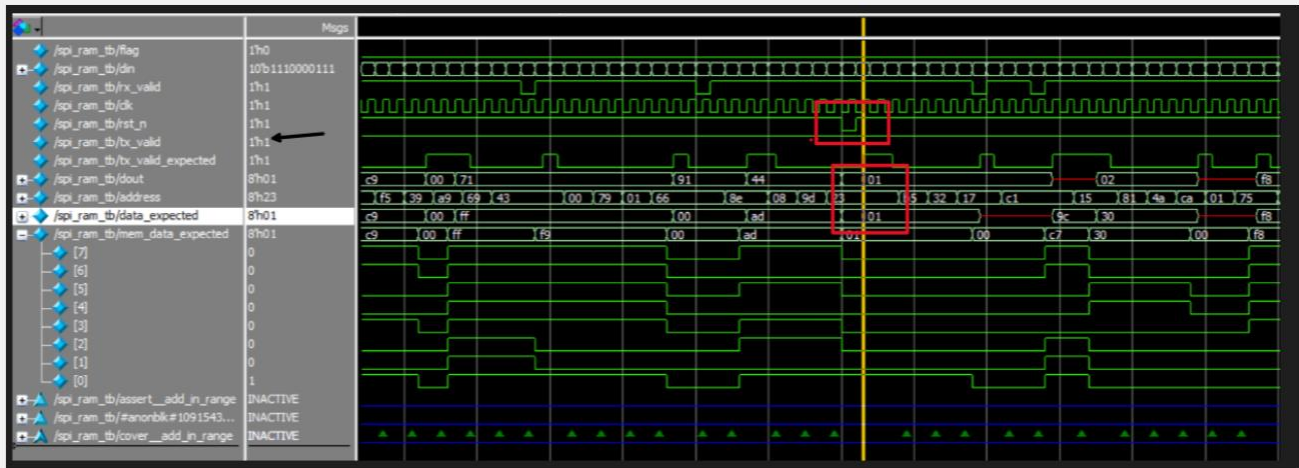 Msgs
/spi_ram_tb/flag 1'h0
/spi_ram_tb/din 10'b1110000111
/spi_ram_tb/rx_valid 1'h1
/spi_ram_tb/clk 1'h1
/spi_ram_tb/rst_n 1'h1
/spi_ram_tb/tx_valid 1'h1
/spi_ram_tb/tx_valid_expected 1'h1
/spi_ram_tb/dout 8'h01 c9 00 71 91 44 01 02 f8
/spi_ram_tb/address 8'h23 f5 39 a9 69 43 00 79 01 66 8e 08 9d 23 b5 32 17 c1 15 81 4a ca 01 75
/spi_ram_tb/data_expected 8'h01 c9 00 ff 00 ad 01 9c 30 f8
/spi_ram_tb/mem_data_expected 8'h01 c9 00 ff f9 00 ad 01 00 c7 30 00 f8
[7] 0
[6] 0
[5] 0
[4] 0
[3] 0
[2] 0
[1] 0
[0] 1
/spi_ram_tb/assert__add_in_range INACTIVE
/spi_ram_tb/#anonblk#1091543... INACTIVE
/spi_ram_tb/cover__add_in_range INACTIVE